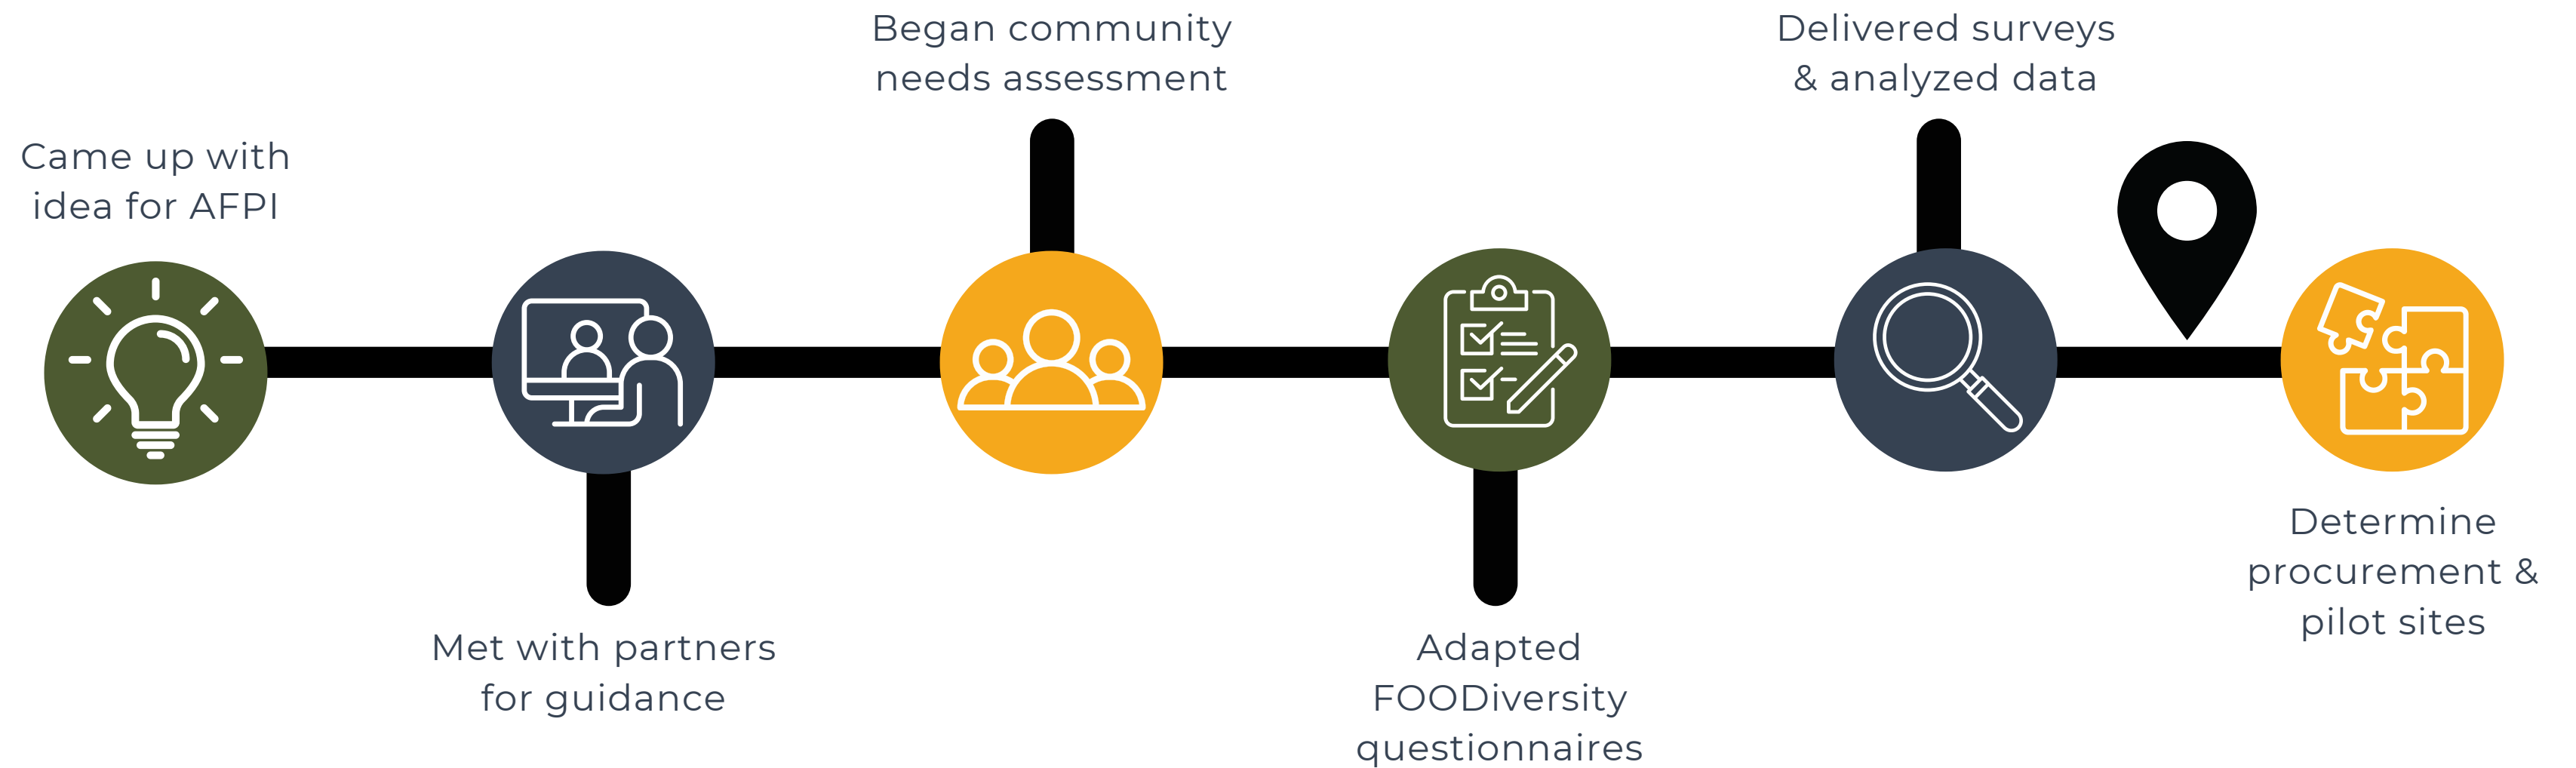 Came up with
idea for AFPI
Met with partners
for guidance
Began community
needs assessment
Adapted
FOODiversity
questionnaires
Delivered surveys
& analyzed data
Determine
procurement &
pilot sites